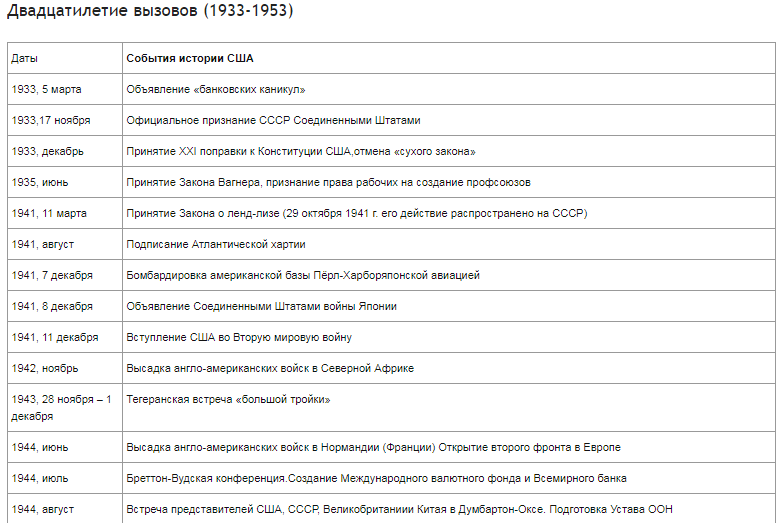 Двадцатилетие вызовов (1933-1953)
Даты События истории США
1933, 5 марта Объявление «банковских каникул»
1933,17 ноября Официальное признание СССР Соединенными Штатами
1933, декабрь Принятие XXI поправки к Конституции США,отмена «сухого закона»
1935, июнь Принятие Закона Вагнера, признание права рабочих на создание профсоюзов
1941, 11 марта Принятие Закона о ленд-лизе (29 октября 1941 г. его действие распространено на СССР)
1941, август Подписание Атлантической хартии
1941, 7 декабря Бомбардировка американской базы Пёрл-Харборяпонской авиацией
1941, 8 декабря Объявление Соединенными Штатами войны Японии
1941, 11 декабря Вступление США во Вторую мировую войну
1942, ноябрь Высадка англо-американских войск в Северной Африке
1943, 28 ноября – 1 Тегеранская встреча «большой тройки»
декабря
1944, июнь Высадка англо-американских войск в Нормандии (Франции) Открытие второго фронта в Европе
1944, июль Бреттон-Вудская конференция.Создание Международного валютного фонда и Всемирного банка
1944, август Встреча представителей США, СССР, Великобританиии Китая в Думбартон-Оксе. Подготовка Устава ООН